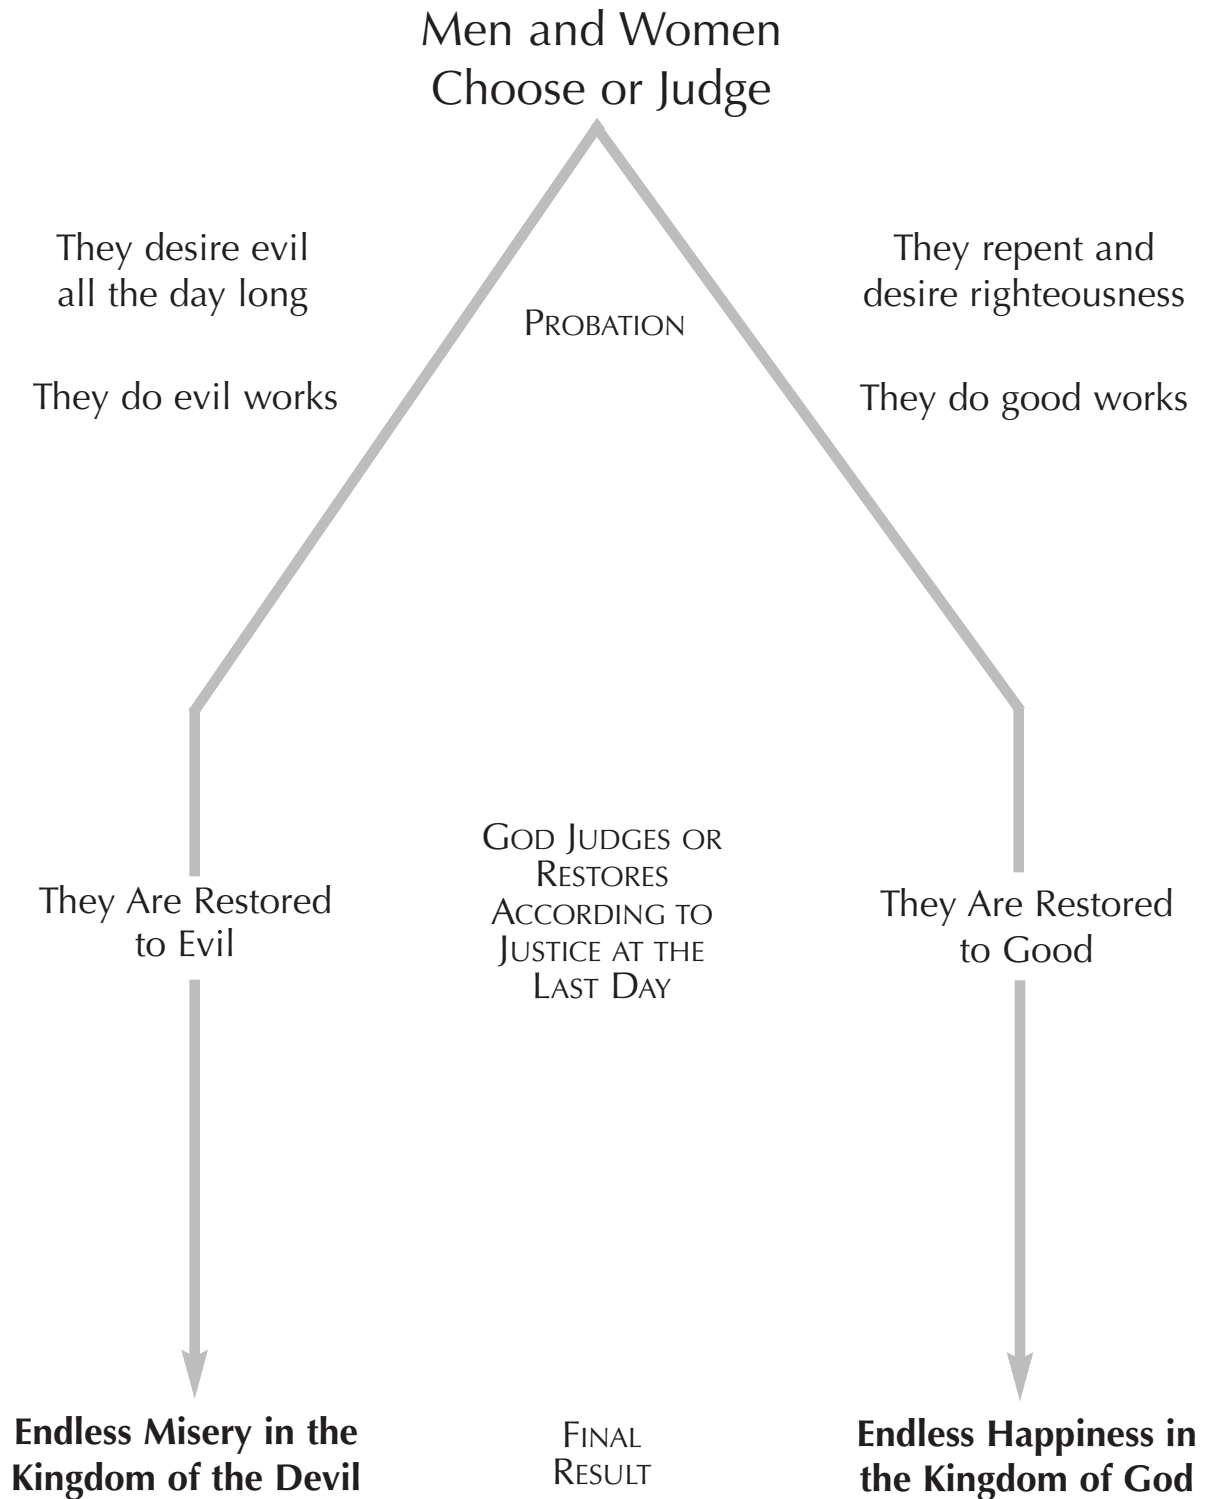 Men and Women
Choose or Judge
They desire evil
all the day long
They do evil works
PROBATION
They repent and
desire righteousness
They do good works
They Are Restored
to Evil
GOD JUDGES OR
RESTORES
ACCORDING TO
JUSTICE AT THE
LAST DAY
They Are Restored
to Good
Endless Misery in the
Kingdom of the Devil
FINAL
RESULT
Endless Happiness in
the Kingdom of God